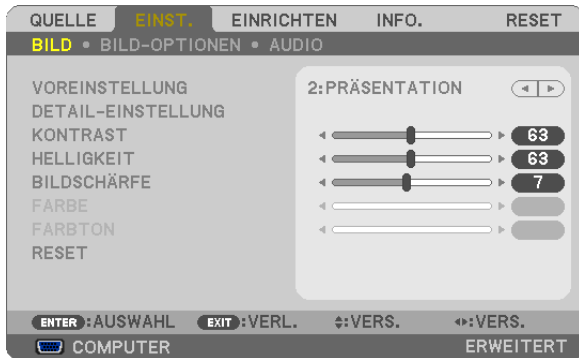 QUELLE EINST. EINRICHTEN INFO. RESET
BILD • BILD-OPTIONEN • AUDIO
VOREINSTELLUNG 2:PRÄSENTATION
DETAIL-EINSTELLUNG
KONTRAST 63
HELLIGKEIT 63
BILDSCHÄRFE 7
FARBE
FARBTON
RESET
ENTER :AUSWAHL EXIT :VERL. :VERS. :VERS.
COMPUTER ERWEITERT